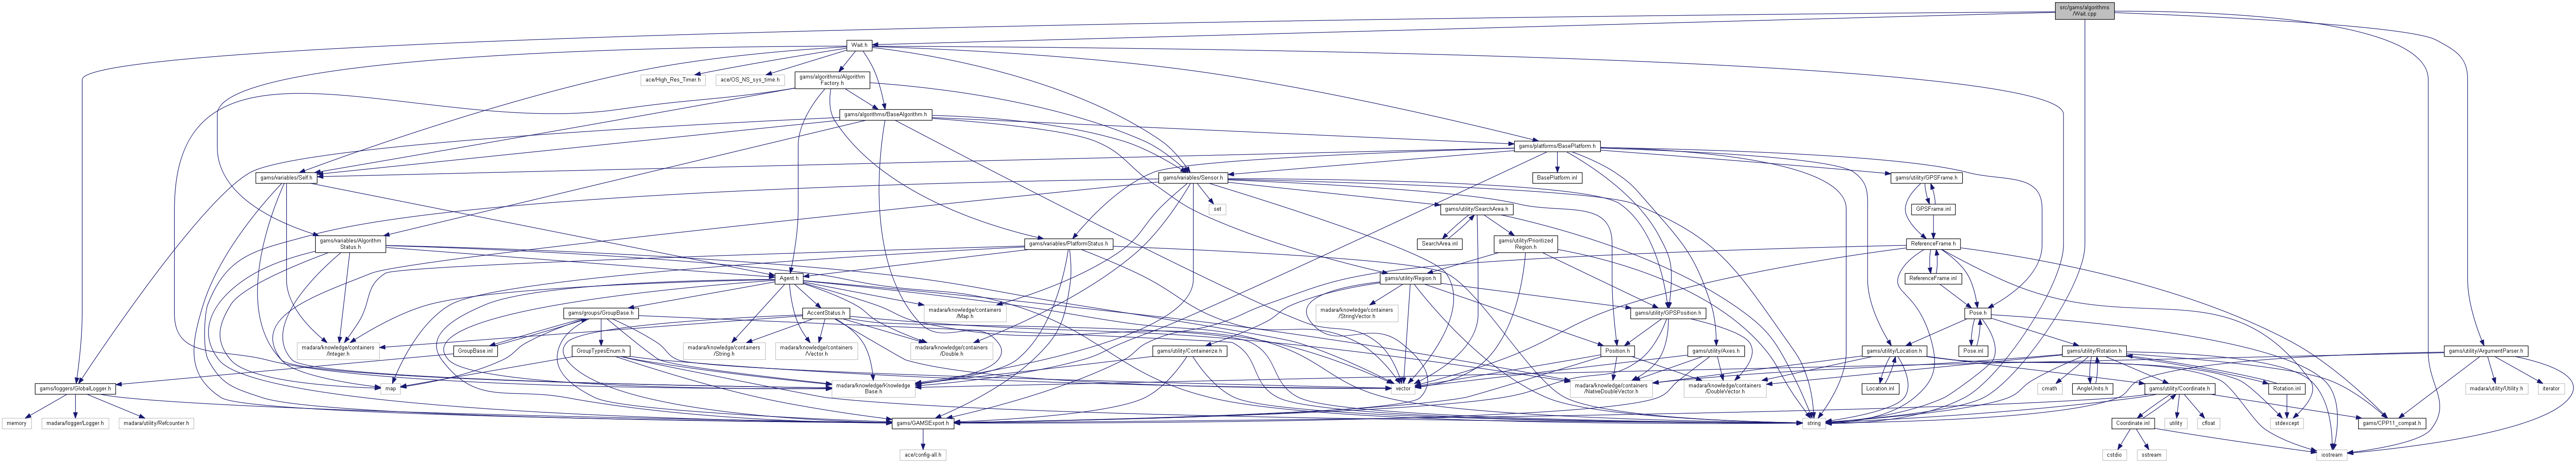 src/gams/algorithms
/Wait.cpp
Wait.h
ace/High_Res_Timer.h
ace/OS_NS_sys_time.h
gams/algorithms/Algorithm
Factory.h
gams/algorithms/BaseAlgorithm.h
gams/platforms/BasePlatform.h
gams/variables/Self.h
gams/variables/Sensor.h
BasePlatform.inl
gams/utility/GPSFrame.h
set
gams/utility/SearchArea.h
GPSFrame.inl
gams/variables/Algorithm
Status.h
gams/variables/PlatformStatus.h
SearchArea.inl
gams/utility/Prioritized
Region.h
ReferenceFrame.h
Agent.h
gams/utility/Region.h
ReferenceFrame.inl
gams/groups/GroupBase.h
AccentStatus.h
madara/knowledge/containers
/Map.h
madara/knowledge/containers
/StringVector.h
gams/utility/GPSPosition.h
Pose.h
madara/knowledge/containers
/Integer.h
GroupBase.inl
GroupTypesEnum.h
madara/knowledge/containers
/String.h
madara/knowledge/containers
/Vector.h
madara/knowledge/containers
/Double.h
gams/utility/Containerize.h
Position.h
gams/utility/Axes.h
gams/utility/Location.h
Pose.inl
gams/utility/Rotation.h
gams/utility/ArgumentParser.h
gams/loggers/GlobalLogger.h
map
madara/knowledge/Knowledge
Base.h
vector
madara/knowledge/containers
/NativeDoubleVector.h
madara/knowledge/containers
/DoubleVector.h
Location.inl
cmath
AngleUnits.h
gams/utility/Coordinate.h
Rotation.inl
madara/utility/Utility.h
iterator
memory
madara/logger/Logger.h
madara/utility/Refcounter.h
gams/GAMSExport.h
string
Coordinate.inl
utility
cfloat
stdexcept
gams/CPP11_compat.h
ace/config-all.h
cstdio
sstream
iostream